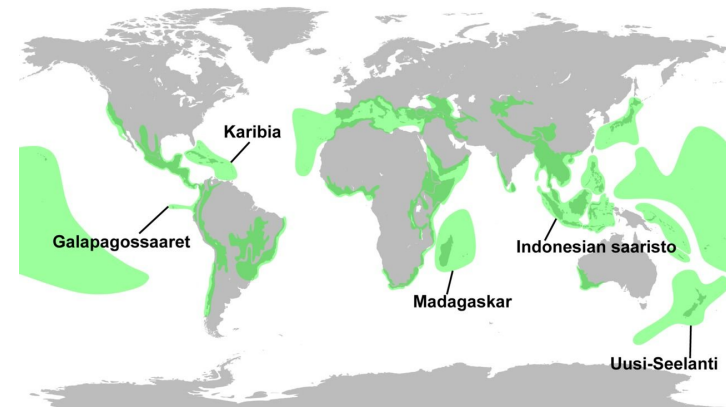 Karibia
Galapagossaaret
Indonesian saaristo
Madagaskar
Uusi-Seelanti